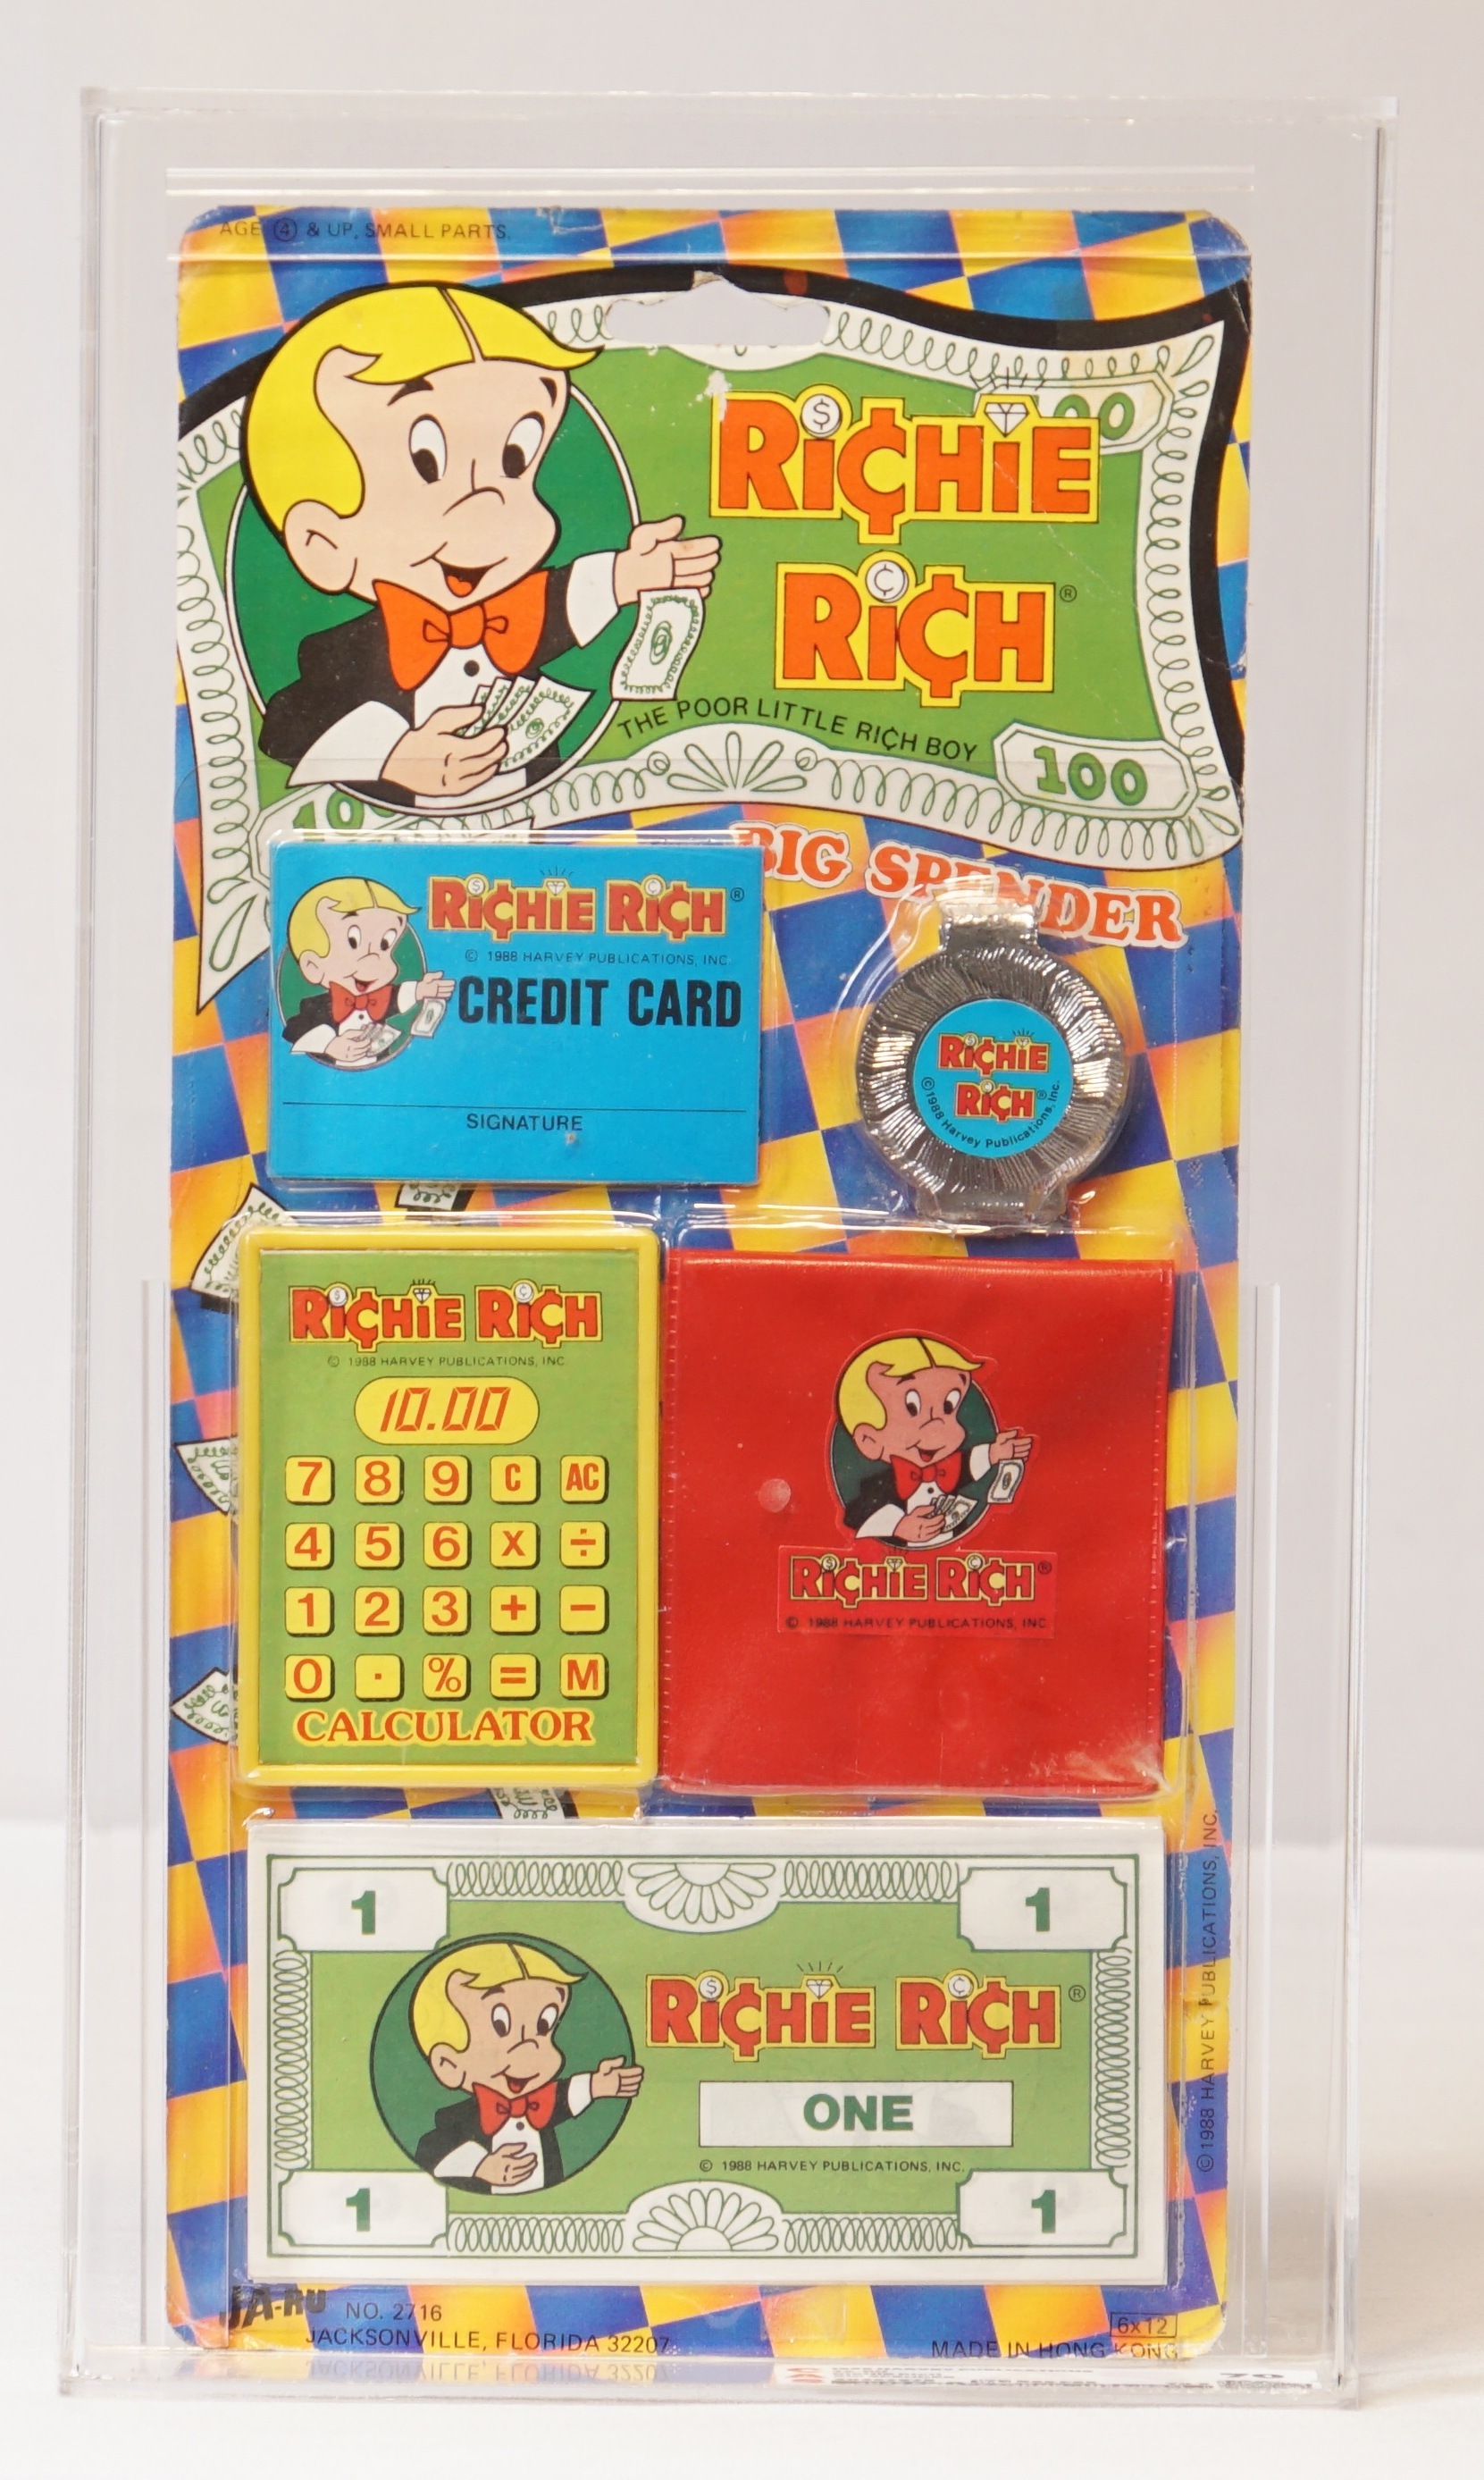 AGE 4 & UP, SMALL PARTS.
RiCHiE
RiCH®
THE POOR LITTLE RI¢H BOY
100
BIG SPENDER
RiCHiE RiCH®
© 1988 HARVEY PUBLICATIONS, INC.
CREDIT CARD
SIGNATURE
RiCHiE
RiCH®
©1988 Harvey Publications, Inc.
RiCHiE RiCH
© 1988 HARVEY PUBLICATIONS, INC.
10.00
7 8 9 C AC
4 5 6 X ÷
1 2 3 + −
0 . % = M
CALCULATOR
RiCHiE RiCH®
© 1988 HARVEY PUBLICATIONS, INC.
1 1
RiCHiE RiCH®
ONE
© 1988 HARVEY PUBLICATIONS, INC.
1 1
©1988 HARVEY PUBLICATIONS, INC.
JA-RU NO. 2716
JACKSONVILLE, FLORIDA 32207
6x12
MADE IN HONG KONG
70